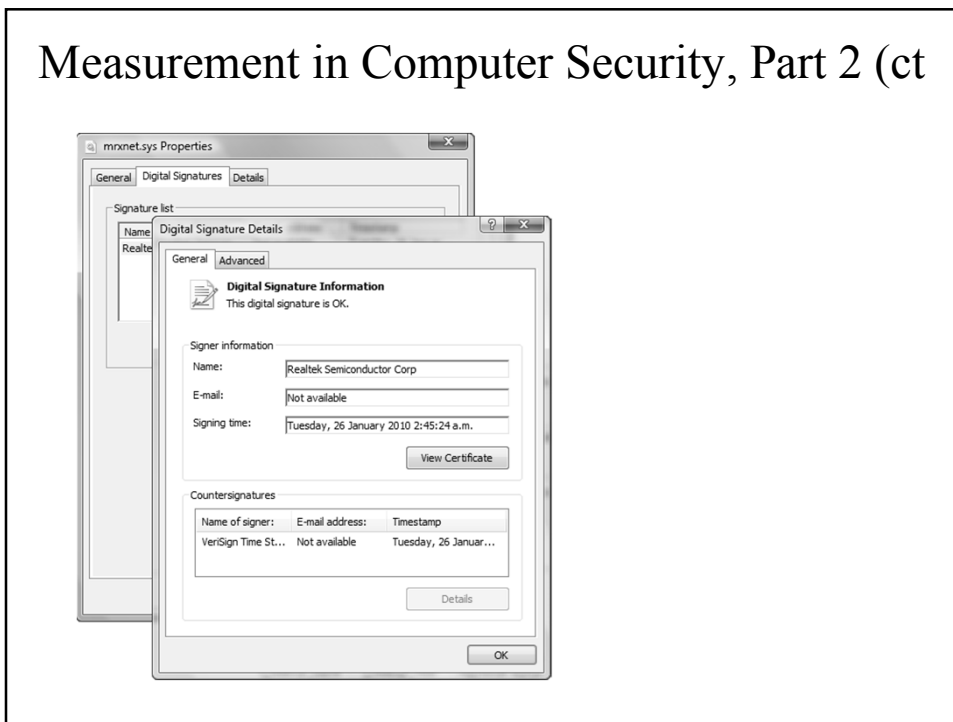 Measurement in Computer Security, Part 2 (ct
mrxnet.sys Properties
General Digital Signatures Details
Signature list
Name
Realte
Digital Signature Details
General Advanced
Digital Signature Information
This digital signature is OK.
Signer information
Name: Realtek Semiconductor Corp
E-mail: Not available
Signing time: Tuesday, 26 January 2010 2:45:24 a.m.
View Certificate
Countersignatures
Name of signer: E-mail address: Timestamp
VeriSign Time St... Not available Tuesday, 26 Januar...
Details
OK